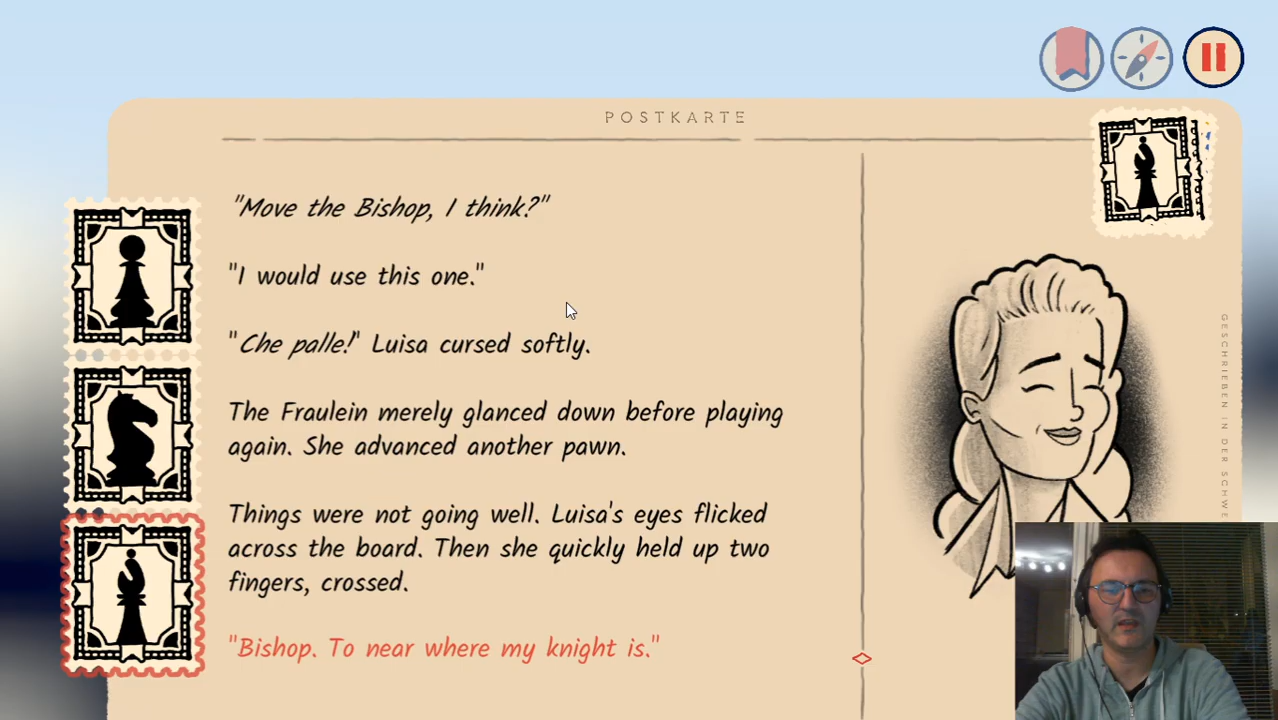 POSTKARTE
"Move the Bishop, I think?"
"I would use this one."
"Che palle!" Luisa cursed softly.
The Fraulein merely glanced down before playing
again. She advanced another pawn.
Things were not going well. Luisa's eyes flicked
across the board. Then she quickly held up two
fingers, crossed.
"Bishop. To near where my knight is."
GESCHRIEBEN IN DER